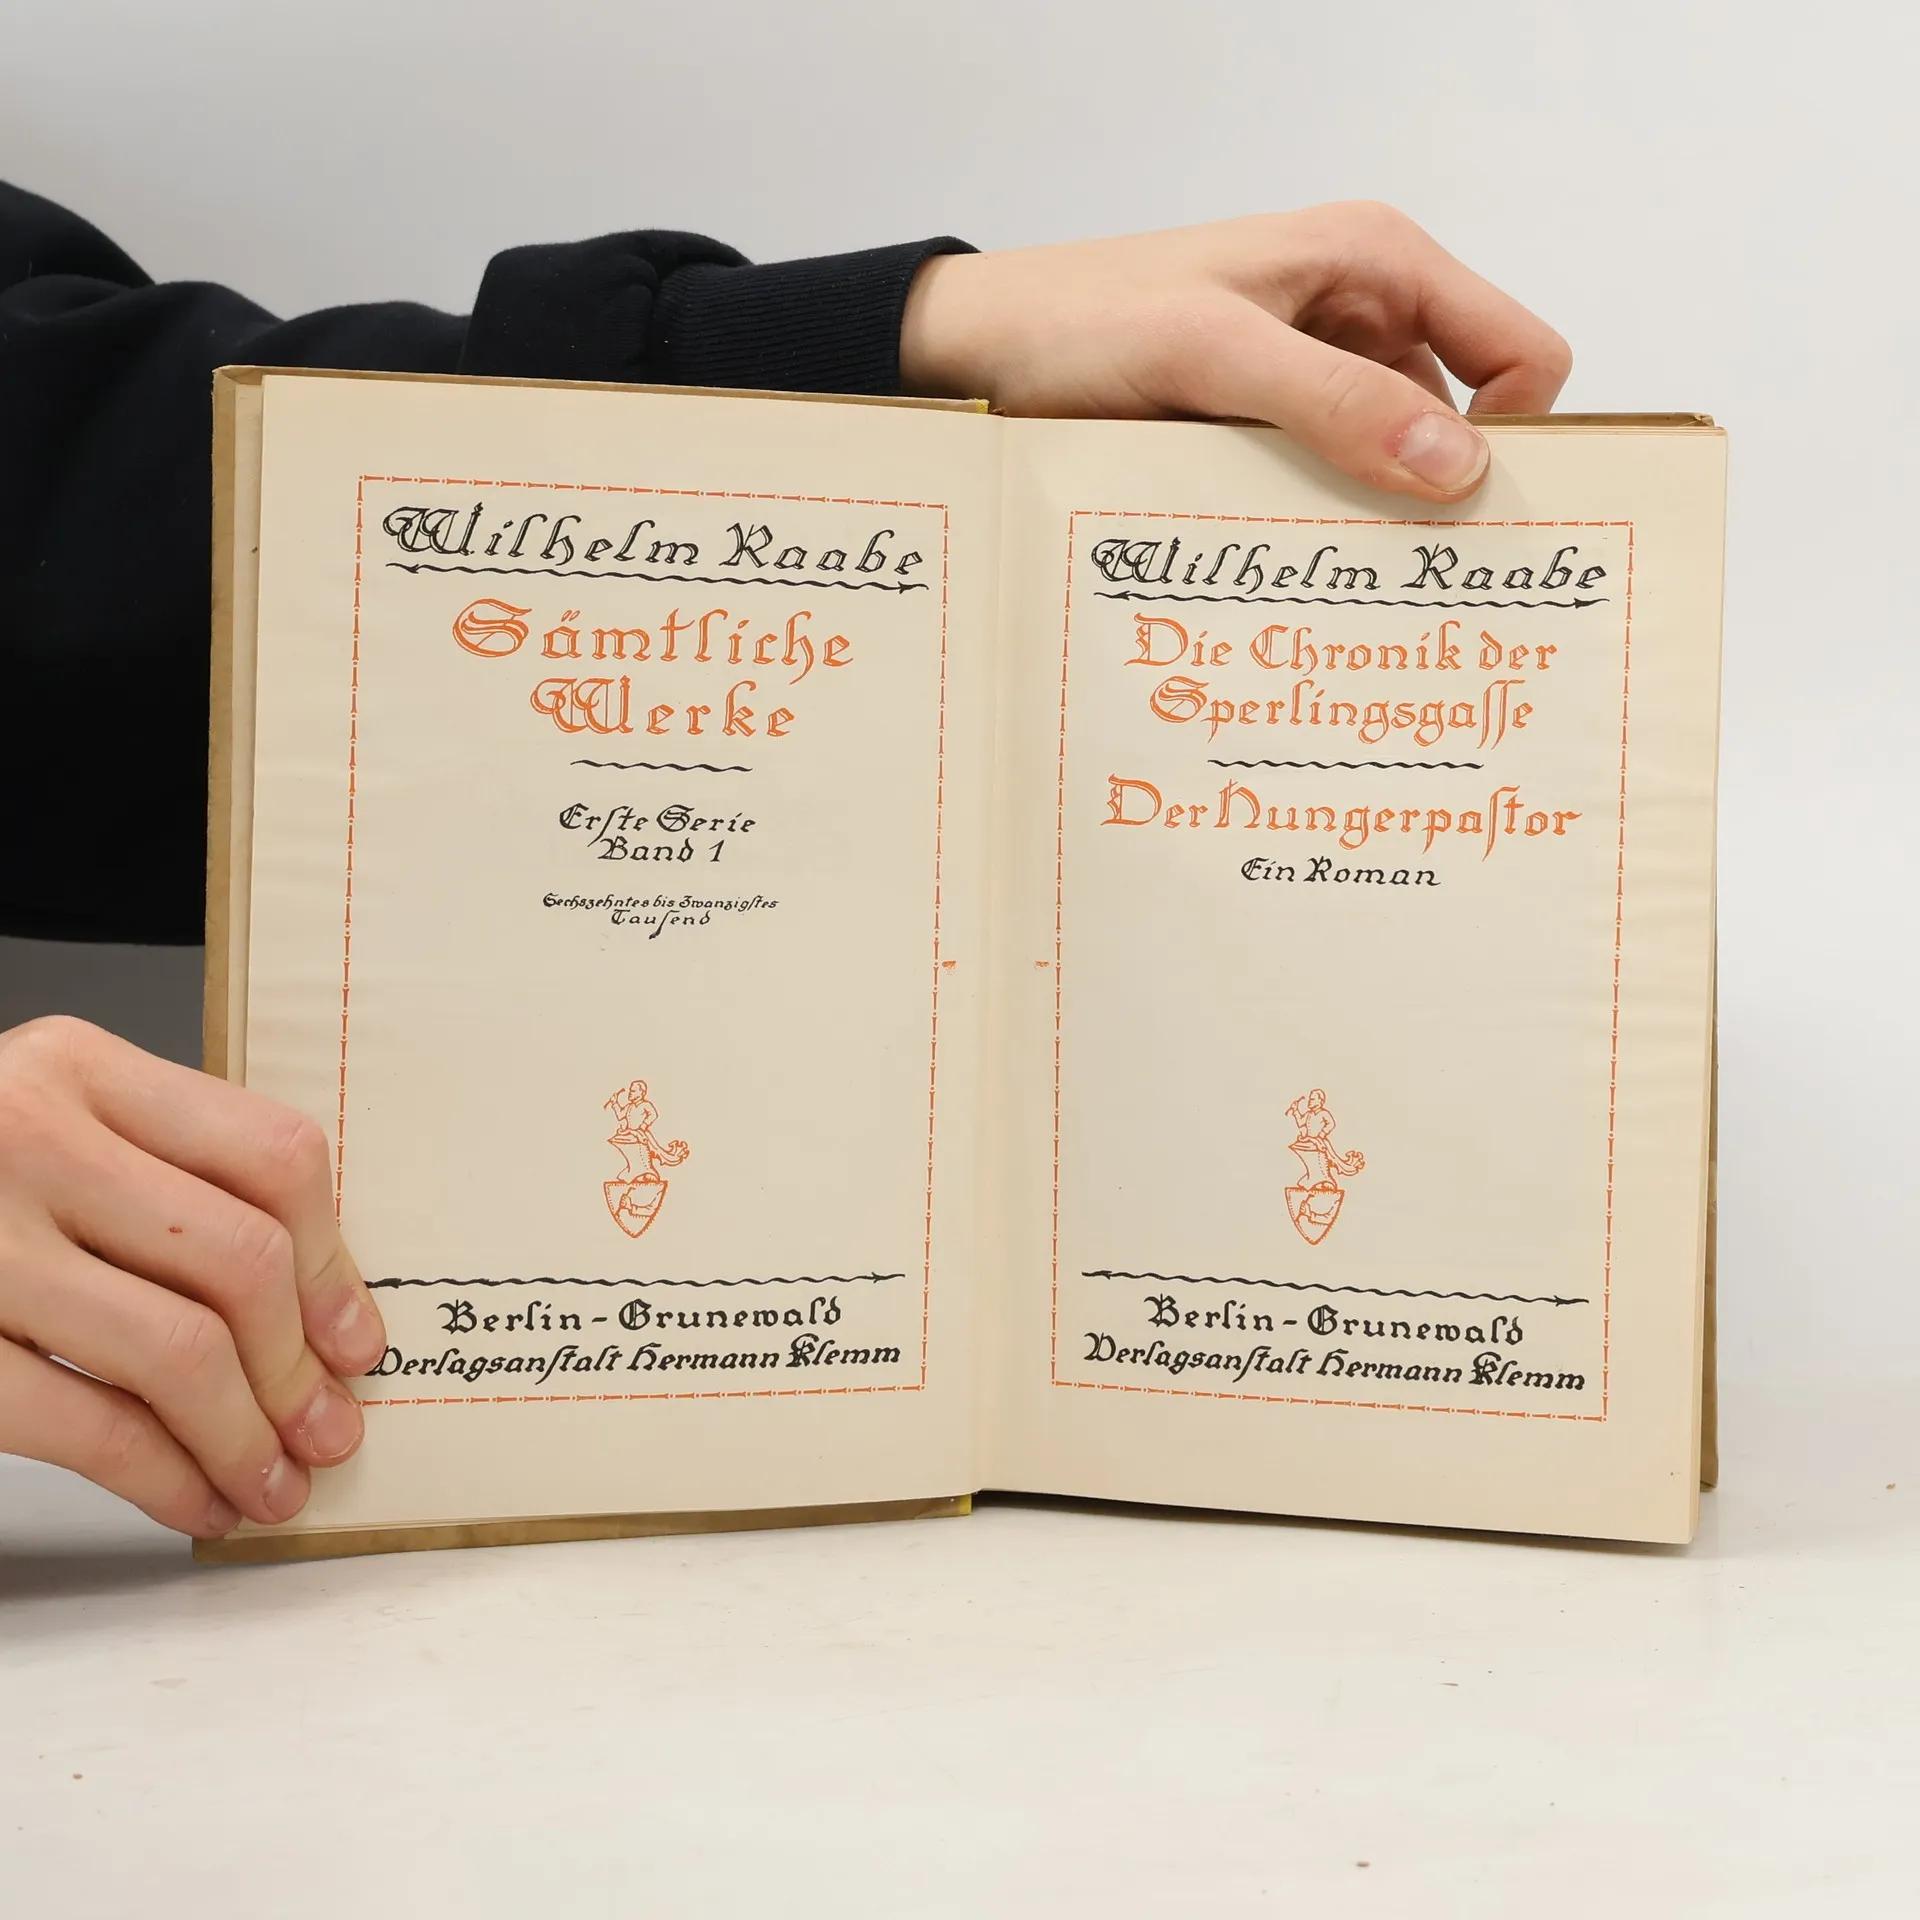 Wilhelm Raabe
Sämtliche
Werke
Erſte Serie
Band 1
Sechszehntes bis Zwanzigſtes
Tauſend
Berlin-Grunewald
Verlagsanſtalt Hermann Klemm
Wilhelm Raabe
Die Chronik der
Sperlingsgaſſe
Der Hungerpaſtor
Ein Roman
Berlin-Grunewald
Verlagsanſtalt Hermann Klemm